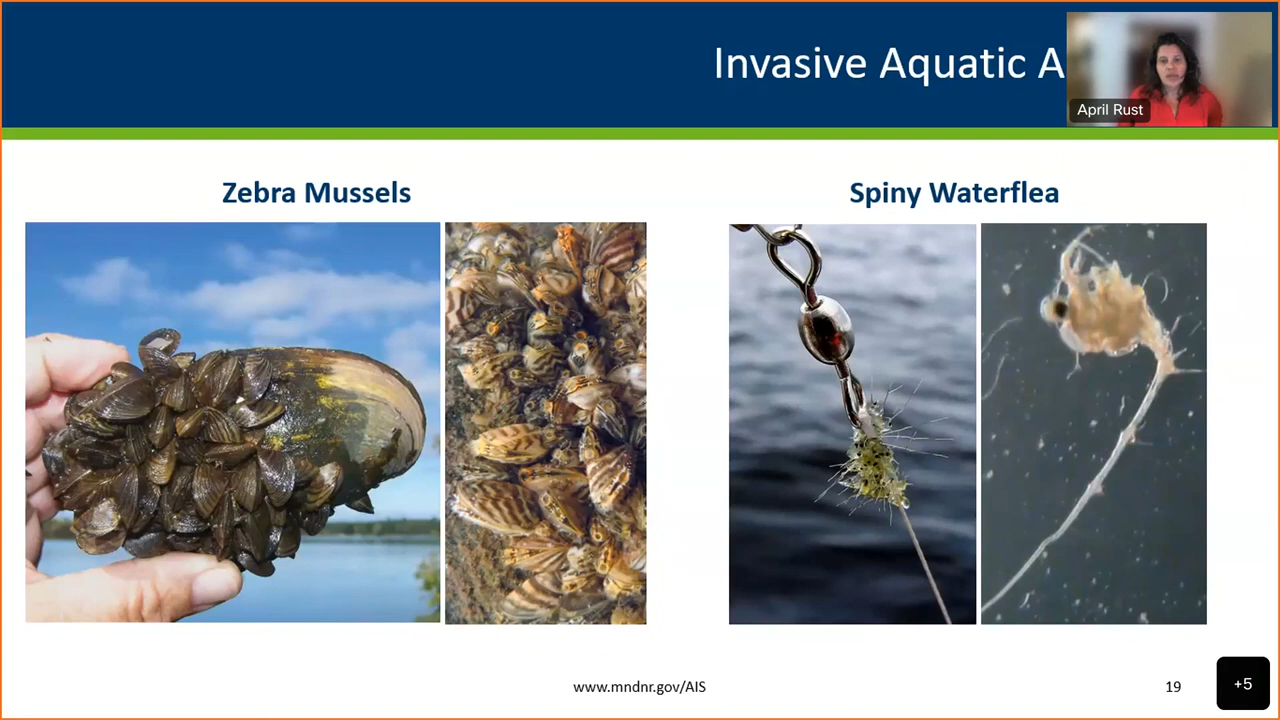 Invasive Aquatic A
April Rust
Zebra Mussels
Spiny Waterflea
www.mndnr.gov/AIS
19
+5